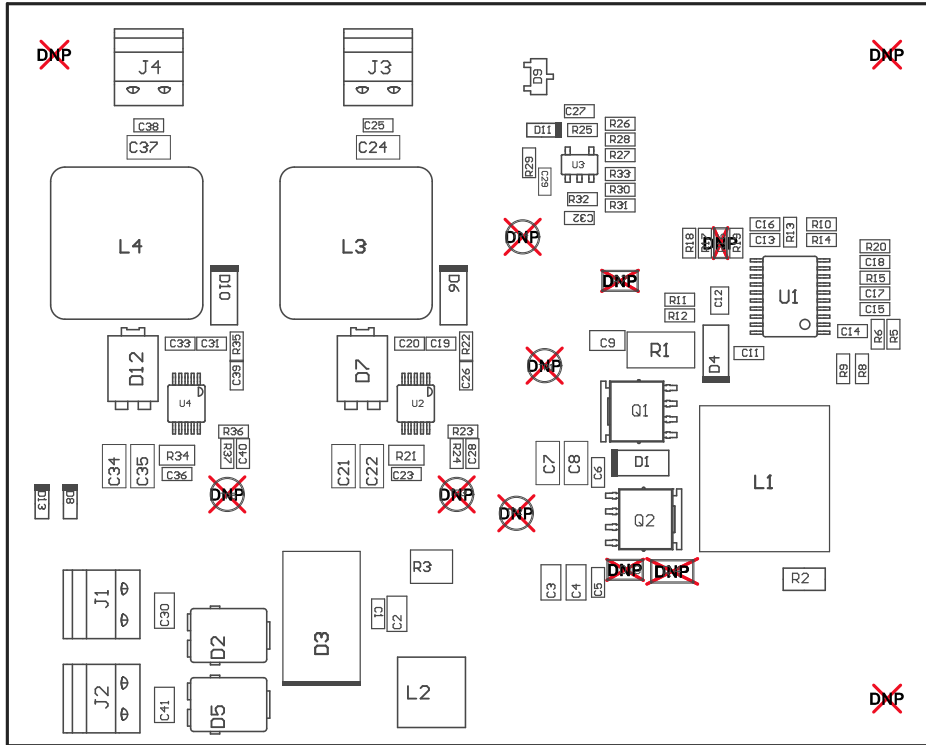 DNP
J4
J3
DNP
D9
C27
C38
C25
D11
R25
R26
R28
C37
C24
R29
U3
R27
C29
R33
R30
R32
R31
C32
L4
L3
DNP
R18
DNP
R19
C16
C13
R13
R10
R14
R20
C18
D10
D6
DNP
R11
R12
C12
U1
R15
C17
C15
C33
C31
R35
C20
C19
R22
C9
R1
D4
C11
C14
R6
R5
D12
C39
D7
C26
DNP
R9
R8
U4
U2
Q1
R36
R37
C40
R23
R24
C28
C34
C35
R34
C36
C21
C22
R21
C23
C7
C8
C6
D1
L1
D13
D8
DNP
DNP
DNP
Q2
R3
DNP
DNP
R2
C3
C4
C5
J1
C30
D2
D3
C1
C2
J2
C41
D5
L2
DNP